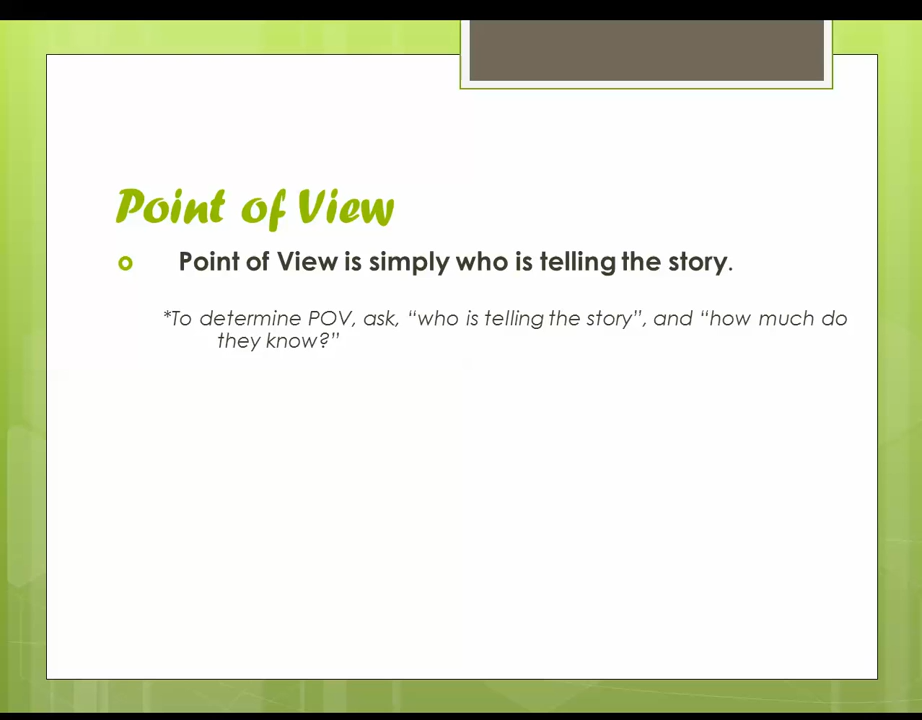 Point of View
Point of View is simply who is telling the story.
*To determine POV, ask, “who is telling the story”, and “how much do
they know?”